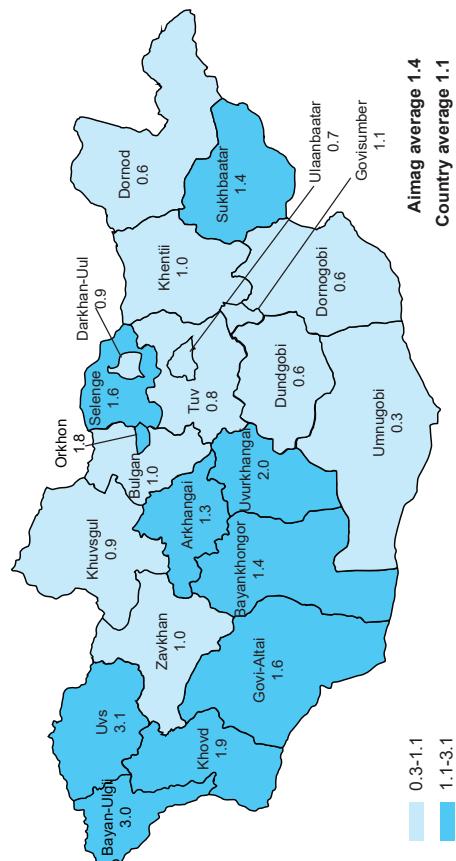 Bayan-Ulgii
3.0
Uvs
3.1
Khovd
1.9
Govi-Altai
1.6
Zavkhan
1.0
Khuvsgul
0.9
Bayankhongor
1.4
Arkhangai
1.3
Uvurkhangai
2.0
Bulgan
1.0
Orkhon
1.8
Selenge
1.6
Darkhan-Uul
0.9
Tuv
0.8
Dundgobi
0.6
Umnugobi
0.3
Khentii
1.0
Dornogobi
0.6
Dornod
0.6
Sukhbaatar
1.4
Ulaanbaatar
0.7
Govisumber
1.1
0.3-1.1
1.1-3.1
Aimag average 1.4
Country average 1.1